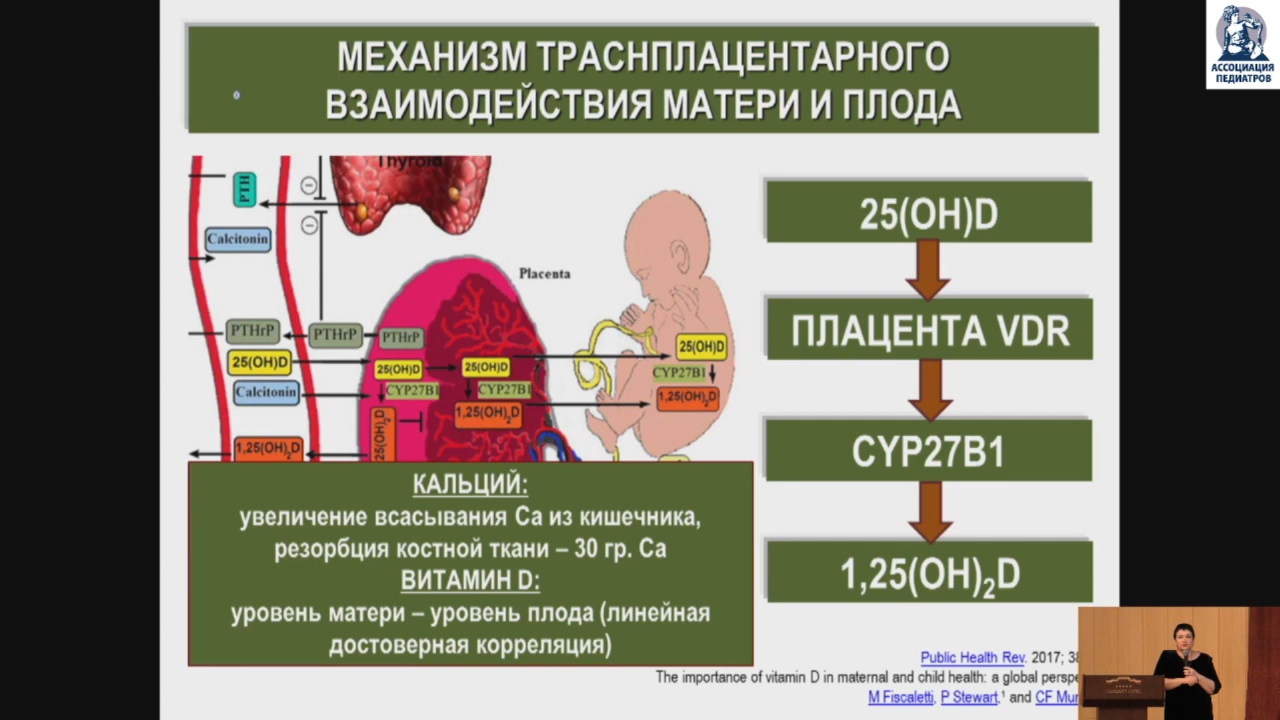 АССОЦИАЦИЯ
ПЕДИАТРОВ
МЕХАНИЗМ ТРАСНПЛАЦЕНТАРНОГО
ВЗАИМОДЕЙСТВИЯ МАТЕРИ И ПЛОДА
Thyroid
PTH
Calcitonin
Placenta
PTHrP
PTHrP
PTHrP
25(OH)D
25(OH)D
25(OH)D
25(OH)D
Calcitonin
CYP27B1
CYP27B1
CYP27B1
1,25(OH)2D
25(OH)2D
1,25(OH)2D
1,25(OH)2D
КАЛЬЦИЙ:
увеличение всасывания Са из кишечника,
резорбция костной ткани – 30 гр. Са
ВИТАМИН D:
уровень матери – уровень плода (линейная
достоверная корреляция)
25(OH)D
ПЛАЦЕНТА VDR
CYP27B1
1,25(OH)2D
Public Health Rev. 2017;
The importance of vitamin D in maternal and child health: a global
M Fiscaletti, P Stewart,1 and CF